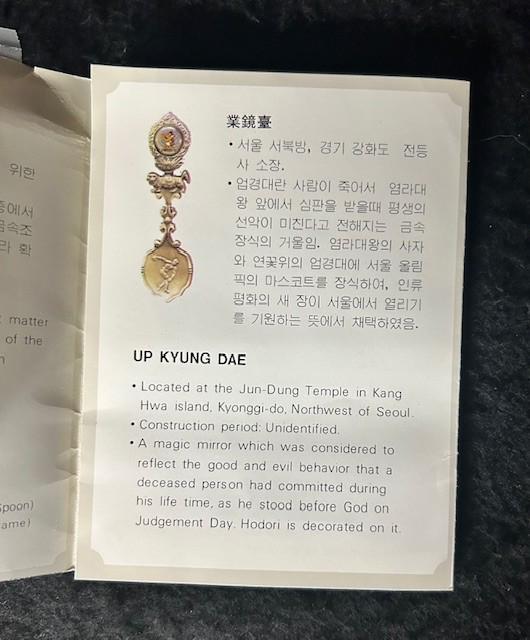 위한
중에서
금속조
라 확
t matter
of the
n
Spoon)
ame)
業鏡臺
• 서울 서북방, 경기 강화도 전등
사 소장.
• 업경대란 사람이 죽어서 염라대
왕 앞에서 심판을 받을때 평생의
선악이 미친다고 전해지는 금속
장식의 거울임. 염라대왕의 사자
와 연꽃위의 업경대에 서울 올림
픽의 마스코트를 장식하여, 인류
평화의 새 장이 서울에서 열리기
를 기원하는 뜻에서 채택하였음.
UP KYUNG DAE
• Located at the Jun-Dung Temple in Kang
Hwa island, Kyonggi-do, Northwest of Seoul.
• Construction period: Unidentified.
• A magic mirror which was considered to
reflect the good and evil behavior that a
deceased person had committed during
his life time, as he stood before God on
Judgement Day. Hodori is decorated on it.